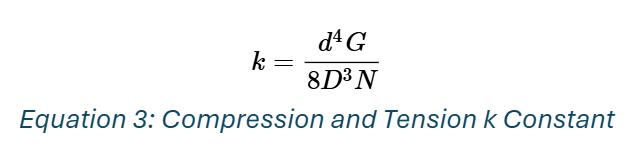 k = d⁴G / 8D³N
Equation 3: Compression and Tension k Constant